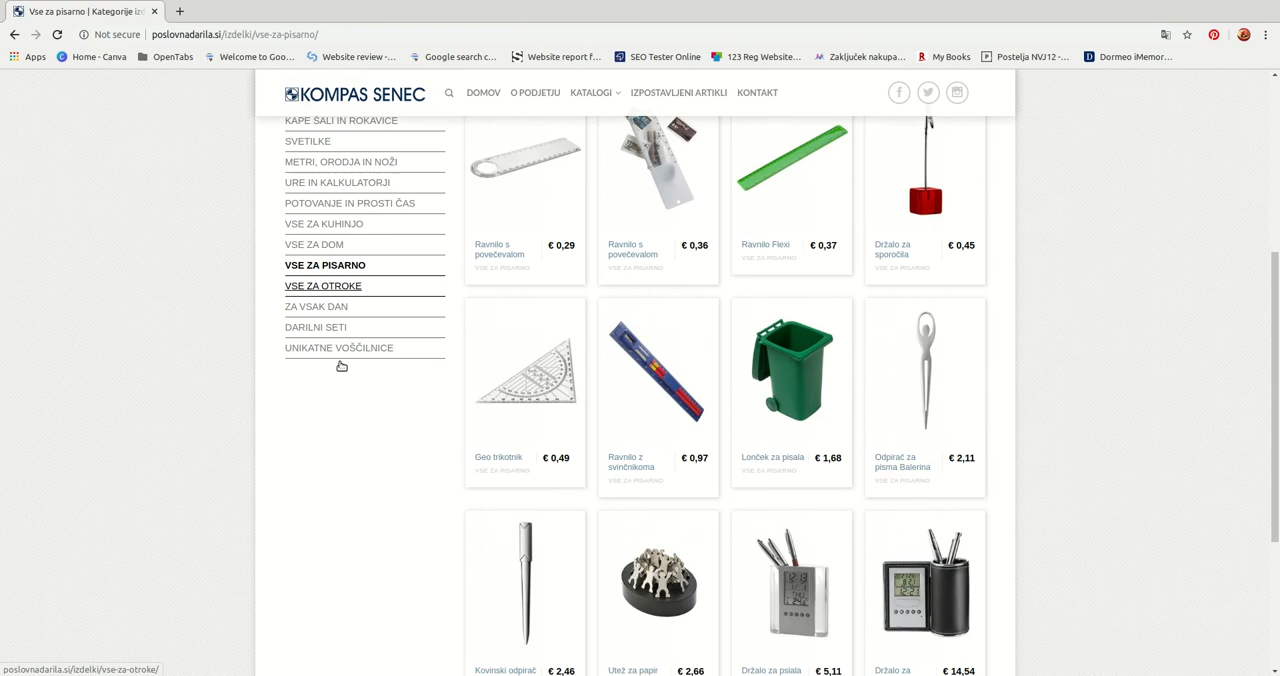 Vse za pisarno | Kategorije izd
Not secure | poslovnadarila.si/izdelki/vse-za-pisarno/
Apps Home - Canva OpenTabs Welcome to Goo… Website review -… Google search c… Website report f… SEO Tester Online 123 Reg Website… Zaključek nakupa… My Books Postelja NVJ12 -… Dormeo iMemor…
KOMPAS SENEC DOMOV O PODJETJU KATALOGI IZPOSTAVLJENI ARTIKLI KONTAKT
KAPE ŠALI IN ROKAVICE
SVETILKE
METRI, ORODJA IN NOŽI
URE IN KALKULATORJI
POTOVANJE IN PROSTI ČAS
VSE ZA KUHINJO
VSE ZA DOM
VSE ZA PISARNO
VSE ZA OTROKE
ZA VSAK DAN
DARILNI SETI
UNIKATNE VOŠČILNICE
Ravnilo s povečevalom
€ 0,29
VSE ZA PISARNO
Ravnilo s povečevalom
€ 0,36
VSE ZA PISARNO
Ravnilo Flexi
€ 0,37
VSE ZA PISARNO
Držalo za sporočila
€ 0,45
VSE ZA PISARNO
Geo trikotnik
€ 0,49
VSE ZA PISARNO
Ravnilo z svinčnikoma
€ 0,97
VSE ZA PISARNO
Lonček za pisala
€ 1,68
VSE ZA PISARNO
Odpirač za pisma Balerina
€ 2,11
VSE ZA PISARNO
Kovinski odpirač € 2,46
Utež za papir € 2,66
Držalo za psiala € 5,11
Držalo za € 14,54
poslovnadarila.si/izdelki/vse-za-otroke/